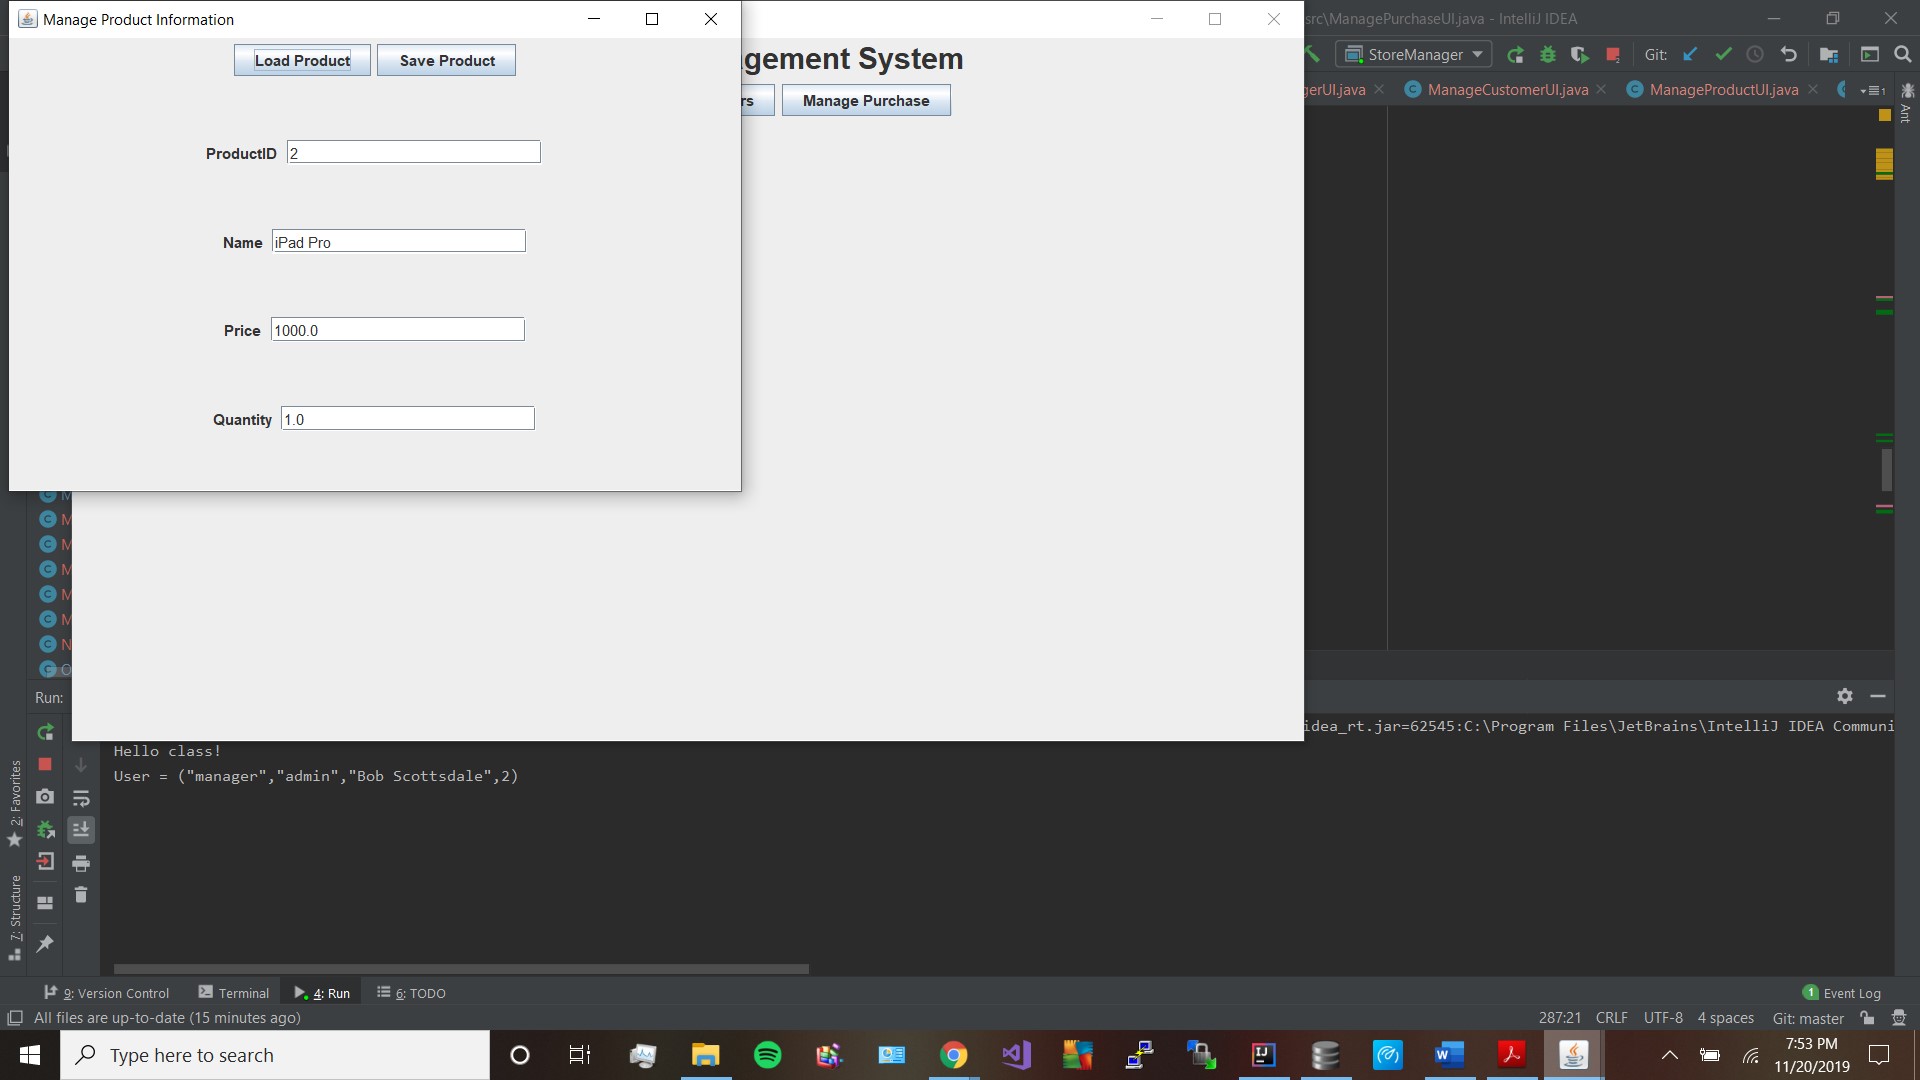 Manage Product Information
Load Product
Save Product
ProductID
2
Name
iPad Pro
Price
1000.0
Quantity
1.0
gement System
rs
Manage Purchase
src\ManagePurchaseUI.java - IntelliJ IDEA
StoreManager
Git:
gerUI.java
ManageCustomerUI.java
ManageProductUI.java
Ant
C M
C M
C M
C M
C M
C M
C N
C O
Run:
idea_rt.jar=62545:C:\Program Files\JetBrains\IntelliJ IDEA Communi
Hello class!
User = ("manager","admin","Bob Scottsdale",2)
2: Favorites
7: Structure
9: Version Control
Terminal
4: Run
6: TODO
1 Event Log
All files are up-to-date (15 minutes ago)
287:21 CRLF UTF-8 4 spaces Git: master
Type here to search
7:53 PM
11/20/2019